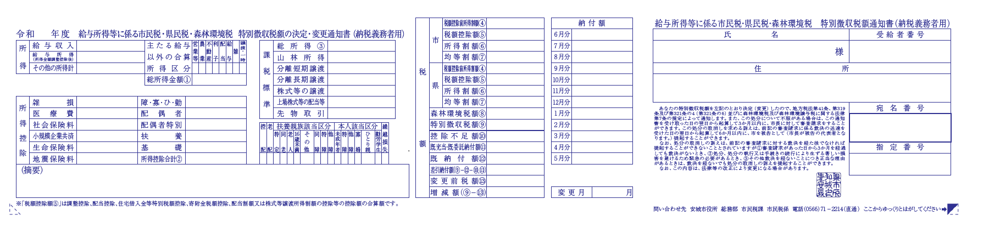 令和　年度　給与所得等に係る市民税・県民税・森林環境税　特別徴収税額の決定・変更通知書（納税義務者用）
所得
給与収入
給与所得
（所得金額調整控除後）
その他の所得計
主たる給与
以外の合算
所得区分
営業等
農業
不動産
利子
配当
給与
雑
譲渡・一時
総所得金額①
所得控除
雑損
医療費
社会保険料
小規模企業共済
生命保険料
地震保険料
障・寡・ひ・勤
配偶者
配偶者特別
扶養
基礎
所得控除合計②
（摘要）
課税標準
総所得③
山林所得
分離短期譲渡
分離長期譲渡
株式等の譲渡
上場株式等の配当等
先物取引
控配
老配
扶養親族該当区分
特定
同老
老人
16歳未満
その他
同障
特障
他障
本人該当区分
未成年者
特障
他障
寡婦
ひとり親
勤労学生
繰越損失
※「税額控除額⑤」は調整控除、配当控除、住宅借入金等特別税額控除、寄附金税額控除、配当割額又は株式等譲渡所得割額の控除等の控除額の合算額です。
税額
市
税額控除前所得割額④
税額控除額⑤
所得割額⑥
均等割額⑦
県
税額控除前所得割額④
税額控除額⑤
所得割額⑥
均等割額⑦
森林環境税額⑧
特別徴収税額⑨
控除不足額⑩
既充当・既委託納付額⑪
既納付額⑫
差引納付額(⑨－⑫－⑩,⑪)
変更前税額⑬
増減額(⑨－⑬)
納付額
6月分
7月分
8月分
9月分
10月分
11月分
12月分
1月分
2月分
3月分
4月分
5月分
変更月　月
給与所得等に係る市民税・県民税・森林環境税　特別徴収税額通知書（納税義務者用）
氏名
受給者番号
様
住所
宛名番号
指定番号
あなたの特別徴収税額を左記のとおり決定（変更）したので、地方税法第41条、第319
条及び第321条の4（第321条の6）並びに森林環境税及び森林環境譲与税に関する法律
第7条の規定によって通知します。また、この処分について不服がある場合は、この通知
書を受け取った日の翌日から起算して3か月以内に、市長に対して審査請求をすること
ができます。この処分の取消しを求める訴えは、前記の審査請求に係る裁決の送達を
受けた日の翌日から起算して6か月以内に、市を被告として（市長が被告の代表者とな
ります。）提起することができます。
なお、処分の取消しの訴えは、前記の審査請求に対する裁決を経た後でなければ
提起することができないこととされていますが①審査請求があった日から3か月を経過
しても裁決がないとき、②処分、処分の執行又は手続きの続行により生ずる著しい損
害を避けるため緊急の必要があるとき、③その他裁決を経ないことにつき正当な理由
があるときは、裁決を経ないでも処分の取消しの訴えを提起することができます。
なお、この内容は、法律等の改正により変更になる場合があります。
愛知県
安城市
長之印
問い合わせ先　安城市役所　総務部　市民税課　市民税係　電話(0566)71－2214(直通)　ここからゆっくりとはがしてください➡